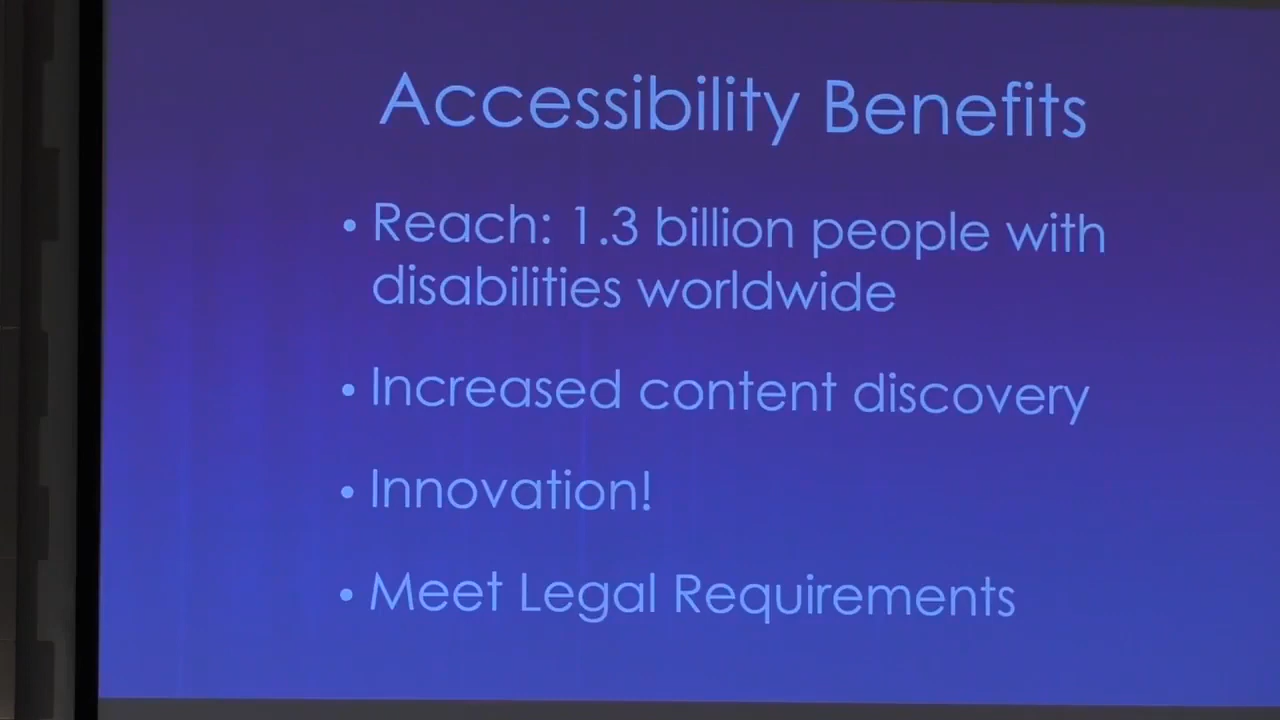 Accessibility Benefits
• Reach: 1.3 billion people with
disabilities worldwide
• Increased content discovery
• Innovation!
• Meet Legal Requirements